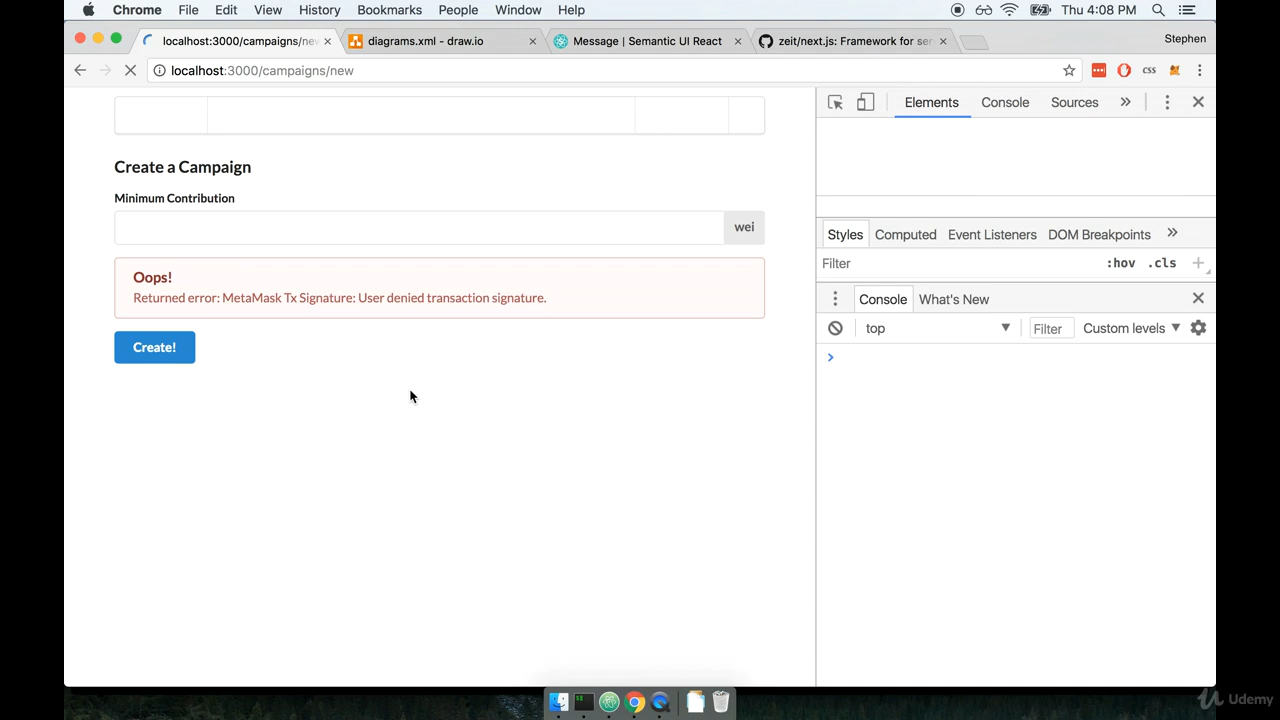 Chrome File Edit View History Bookmarks People Window Help Thu 4:08 PM
localhost:3000/campaigns/new diagrams.xml - draw.io Message | Semantic UI React zeit/next.js: Framework for ser Stephen
localhost:3000/campaigns/new CSS
Elements Console Sources
Create a Campaign
Minimum Contribution
wei
Oops!
Returned error: MetaMask Tx Signature: User denied transaction signature.
Create!
Styles Computed Event Listeners DOM Breakpoints
Filter :hov .cls
Console What's New
top Filter Custom levels
Udemy